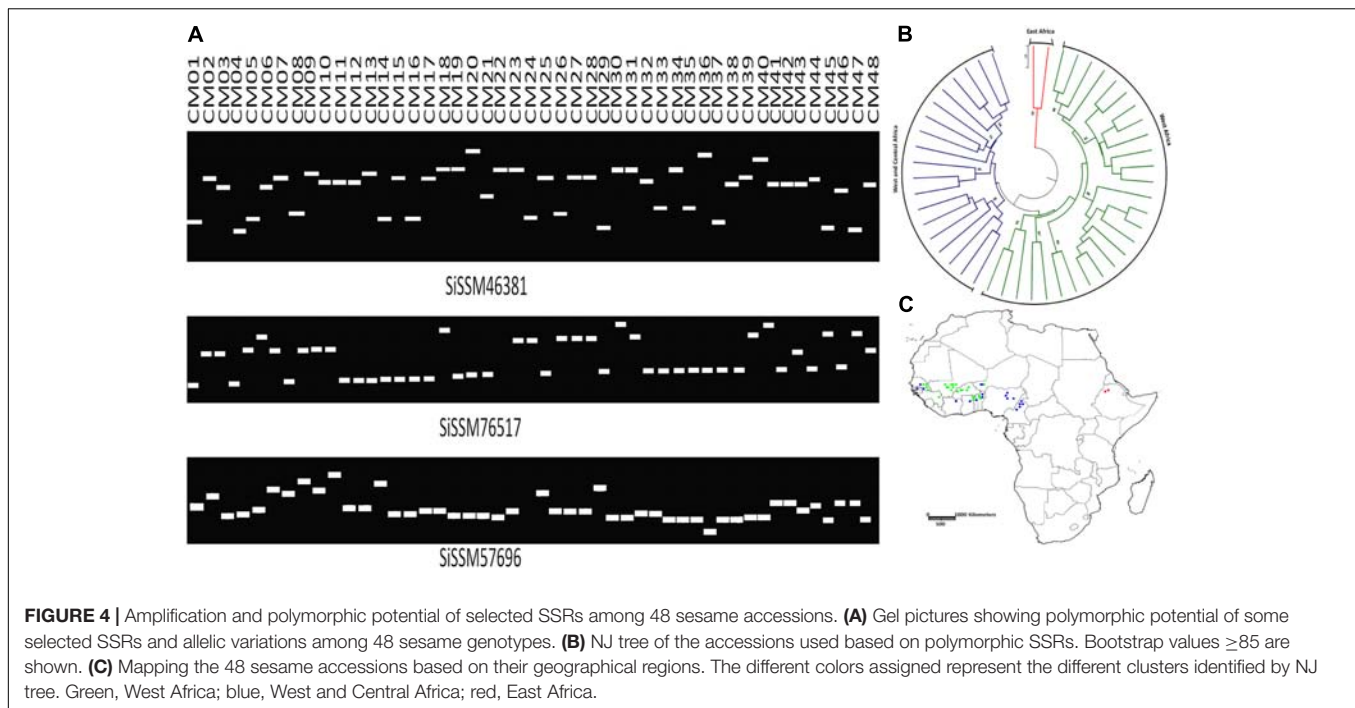 A
CM01
CM02
CM03
CM04
CM05
CM06
CM07
CM08
CM09
CM10
CM11
CM12
CM13
CM14
CM15
CM16
CM17
CM18
CM19
CM20
CM21
CM22
CM23
CM24
CM25
CM26
CM27
CM28
CM29
CM30
CM31
CM32
CM33
CM34
CM35
CM36
CM37
CM38
CM39
CM40
CM41
CM42
CM43
CM44
CM45
CM46
CM47
CM48
SiSSM46381
SiSSM76517
SiSSM57696
B
East Africa
West and Central Africa
West Africa
C
0
1000 Kilometers
500
FIGURE 4 | Amplification and polymorphic potential of selected SSRs among 48 sesame accessions. (A) Gel pictures showing polymorphic potential of some
selected SSRs and allelic variations among 48 sesame genotypes. (B) NJ tree of the accessions used based on polymorphic SSRs. Bootstrap values ≥85 are
shown. (C) Mapping the 48 sesame accessions based on their geographical regions. The different colors assigned represent the different clusters identified by NJ
tree. Green, West Africa; blue, West and Central Africa; red, East Africa.